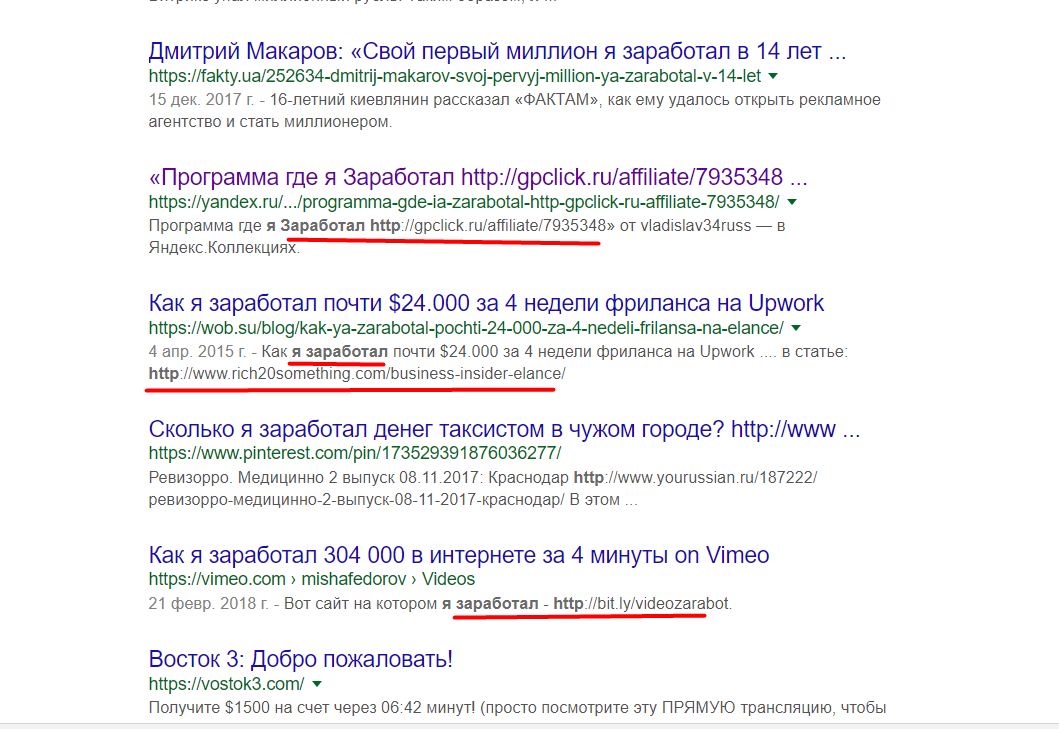 Дмитрий Макаров: «Свой первый миллион я заработал в 14 лет ...
https://fakty.ua/252634-dmitrij-makarov-svoj-pervyj-million-ya-zarabotal-v-14-let
15 дек. 2017 г. - 16-летний киевлянин рассказал «ФАКТАМ», как ему удалось открыть рекламное
агентство и стать миллионером.
«Программа где я Заработал http://gpclick.ru/affiliate/7935348 ...
https://yandex.ru/.../programma-gde-ia-zarabotal-http-gpclick-ru-affiliate-7935348/
Программа где я Заработал http://gpclick.ru/affiliate/7935348» от vladislav34russ — в
Яндекс.Коллекциях.
Как я заработал почти $24.000 за 4 недели фриланса на Upwork
https://wob.su/blog/kak-ya-zarabotal-pochti-24-000-za-4-nedeli-frilansa-na-elance/
4 апр. 2015 г. - Как я заработал почти $24.000 за 4 недели фриланса на Upwork .... в статье:
http://www.rich20something.com/business-insider-elance/
Сколько я заработал денег таксистом в чужом городе? http://www ...
https://www.pinterest.com/pin/173529391876036277/
Ревизорро. Медицинно 2 выпуск 08.11.2017: Краснодар http://www.yourussian.ru/187222/
ревизорро-медицинно-2-выпуск-08-11-2017-краснодар/ В этом ...
Как я заработал 304 000 в интернете за 4 минуты on Vimeo
https://vimeo.com › mishafedorov › Videos
21 февр. 2018 г. - Вот сайт на котором я заработал - http://bit.ly/videozarabot.
Восток 3: Добро пожаловать!
https://vostok3.com/
Получите $1500 на счет через 06:42 минут! (просто посмотрите эту ПРЯМУЮ трансляцию, чтобы